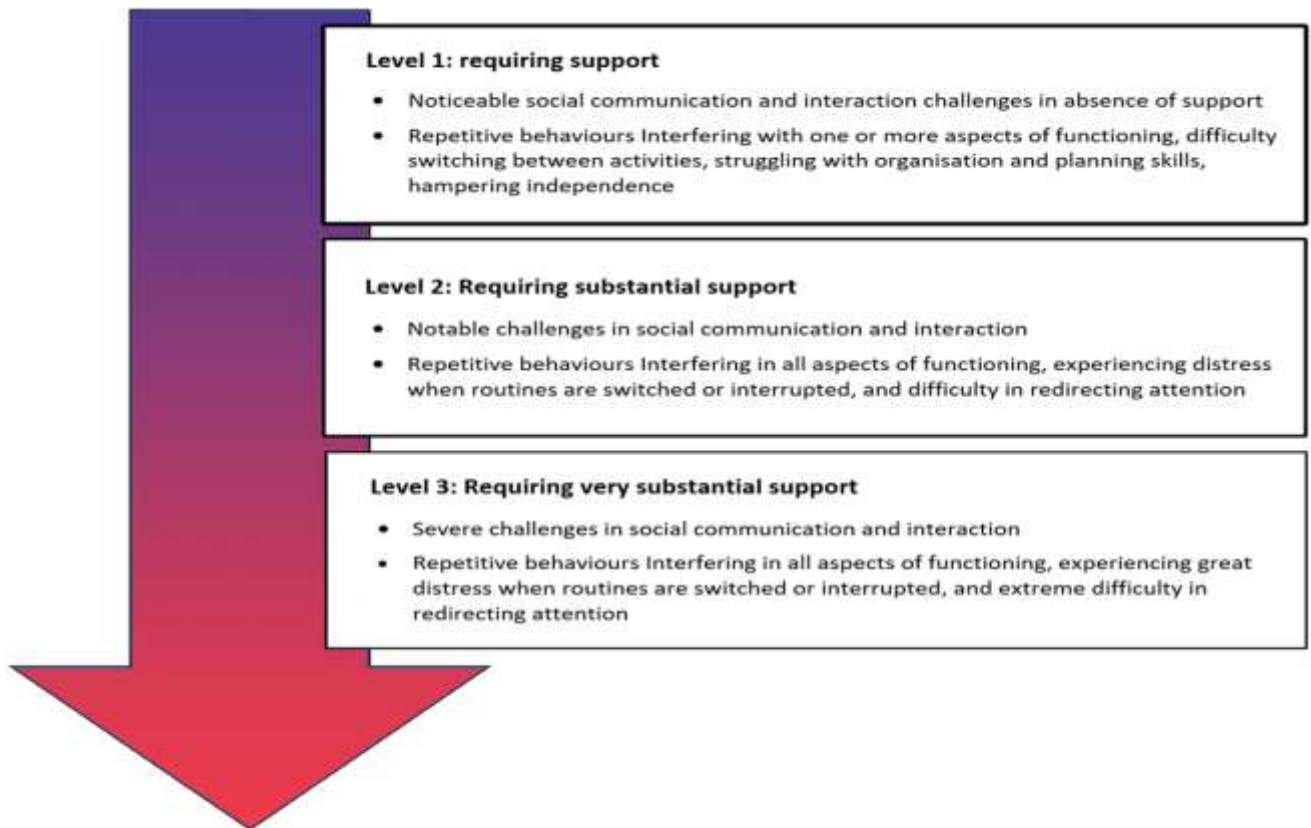 Level 1: requiring support
• Noticeable social communication and interaction challenges in absence of support
• Repetitive behaviours Interfering with one or more aspects of functioning, difficulty
switching between activities, struggling with organisation and planning skills,
hampering independence
Level 2: Requiring substantial support
• Notable challenges in social communication and interaction
• Repetitive behaviours Interfering in all aspects of functioning, experiencing distress
when routines are switched or interrupted, and difficulty in redirecting attention
Level 3: Requiring very substantial support
• Severe challenges in social communication and interaction
• Repetitive behaviours Interfering in all aspects of functioning, experiencing great
distress when routines are switched or interrupted, and extreme difficulty in
redirecting attention